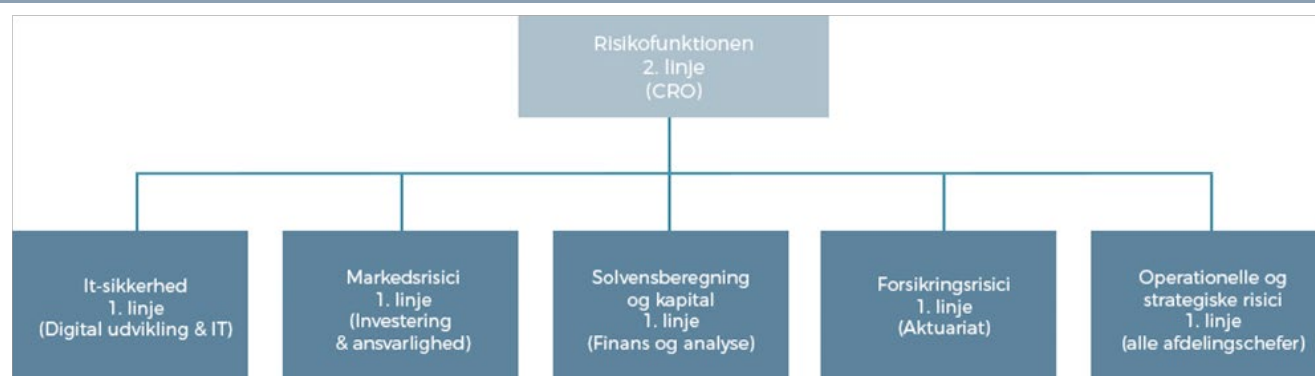 Risikofunktionen
2. linje
(CRO)
It-sikkerhed
1. linje
(Digital udvikling & IT)
Markedsrisici
1. linje
(Investering
& ansvarlighed)
Solvensberegning
og kapital
1. linje
(Finans og analyse)
Forsikringsrisici
1. linje
(Aktuariat)
Operationelle og
strategiske risici
1. linje
(alle afdelingschefer)